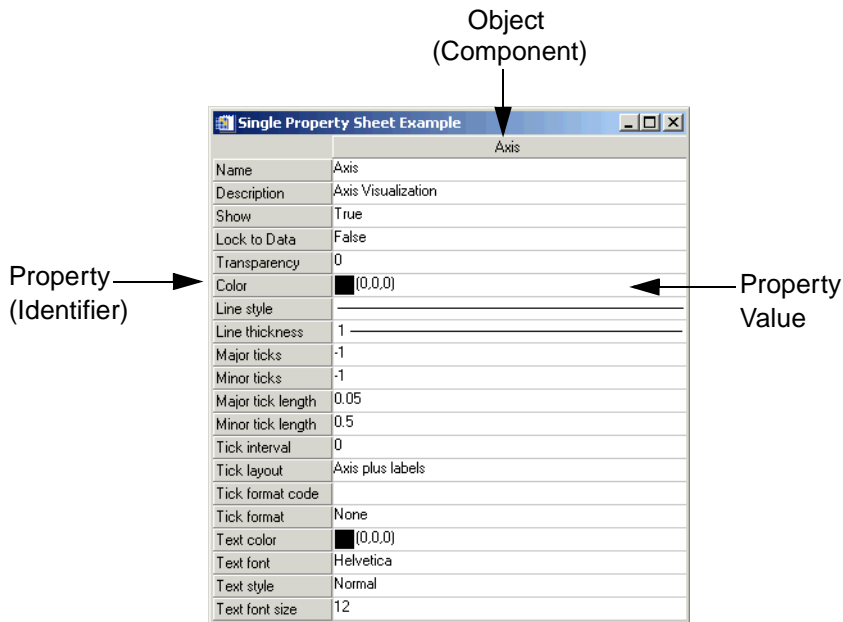 Object
(Component)
Single Property Sheet Example
Axis
Name Axis
Description Axis Visualization
Show True
Lock to Data False
Transparency 0
Property
(Identifier)
Color (0,0,0)
Property
Value
Line style
Line thickness 1
Major ticks -1
Minor ticks -1
Major tick length 0.05
Minor tick length 0.5
Tick interval 0
Tick layout Axis plus labels
Tick format code
Tick format None
Text color (0,0,0)
Text font Helvetica
Text style Normal
Text font size 12